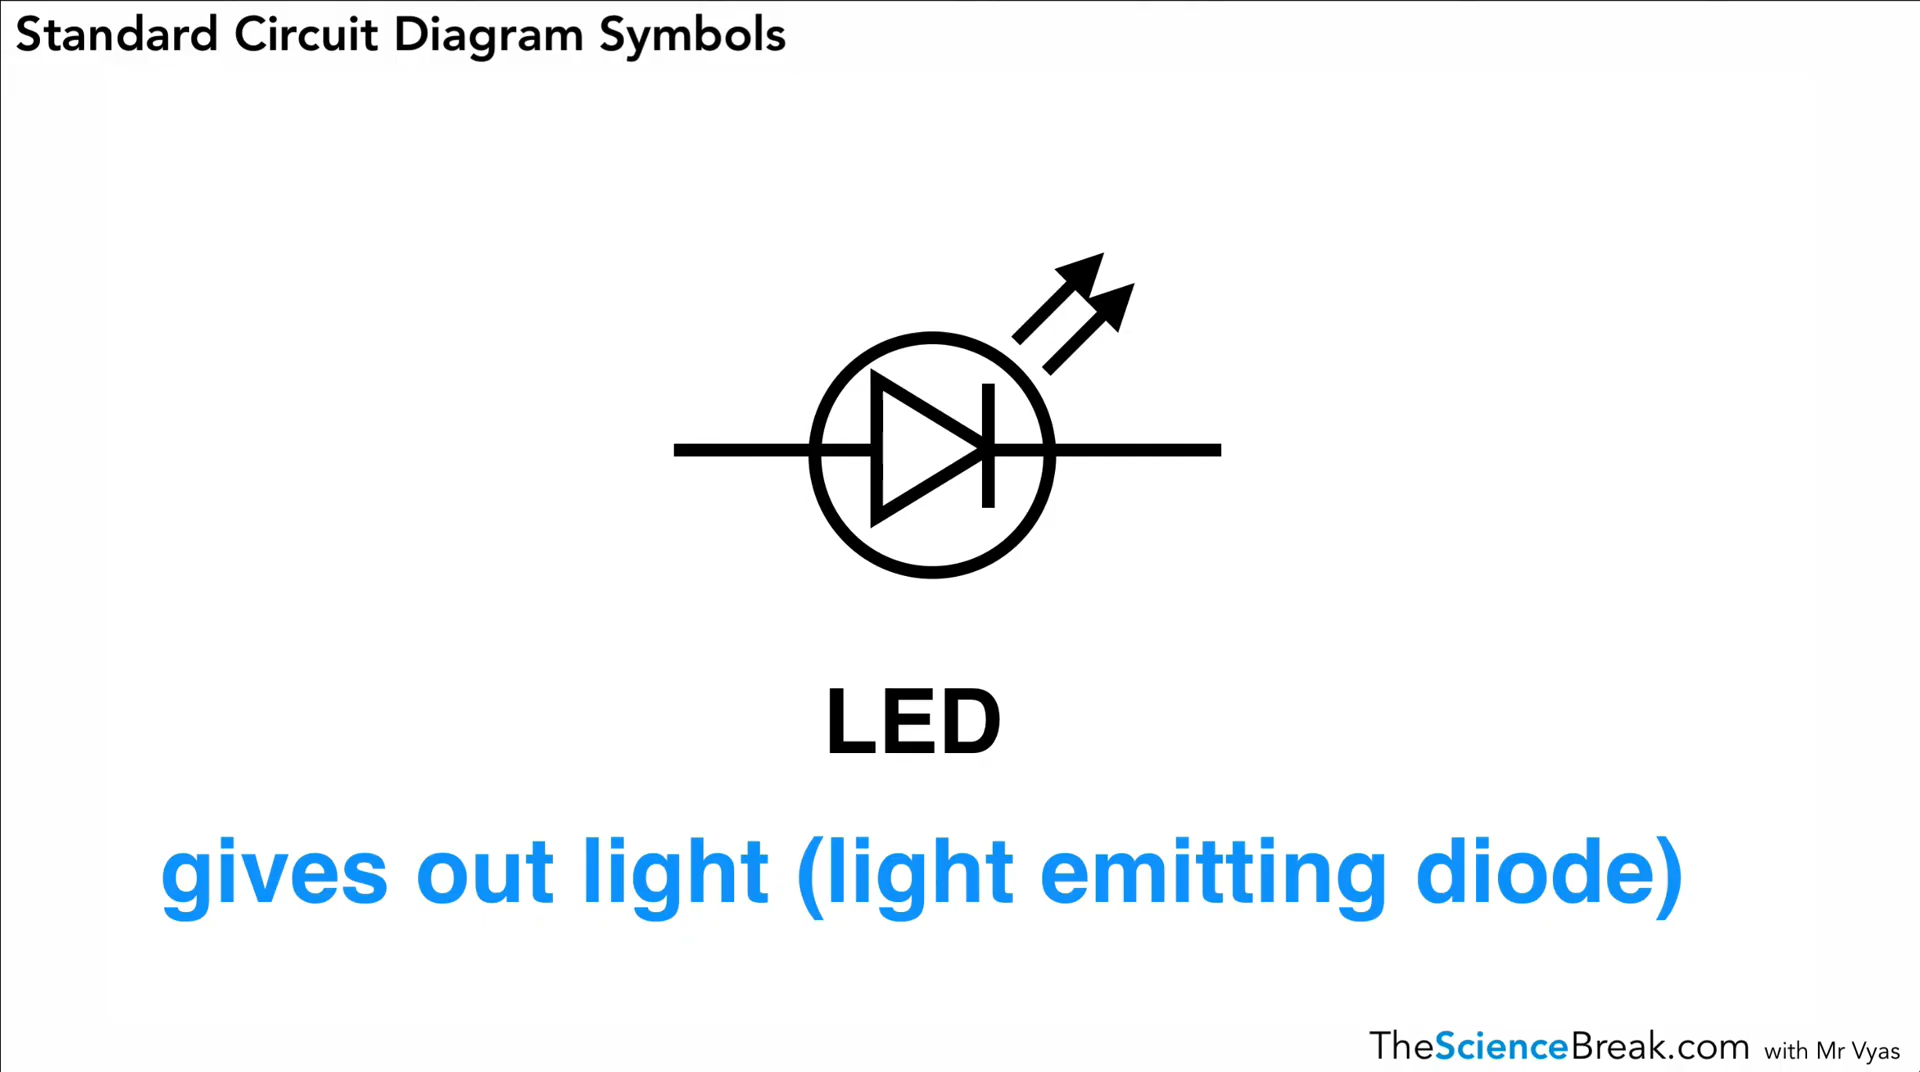 Standard Circuit Diagram Symbols
LED
gives out light (light emitting diode)
TheScienceBreak.com with Mr Vyas